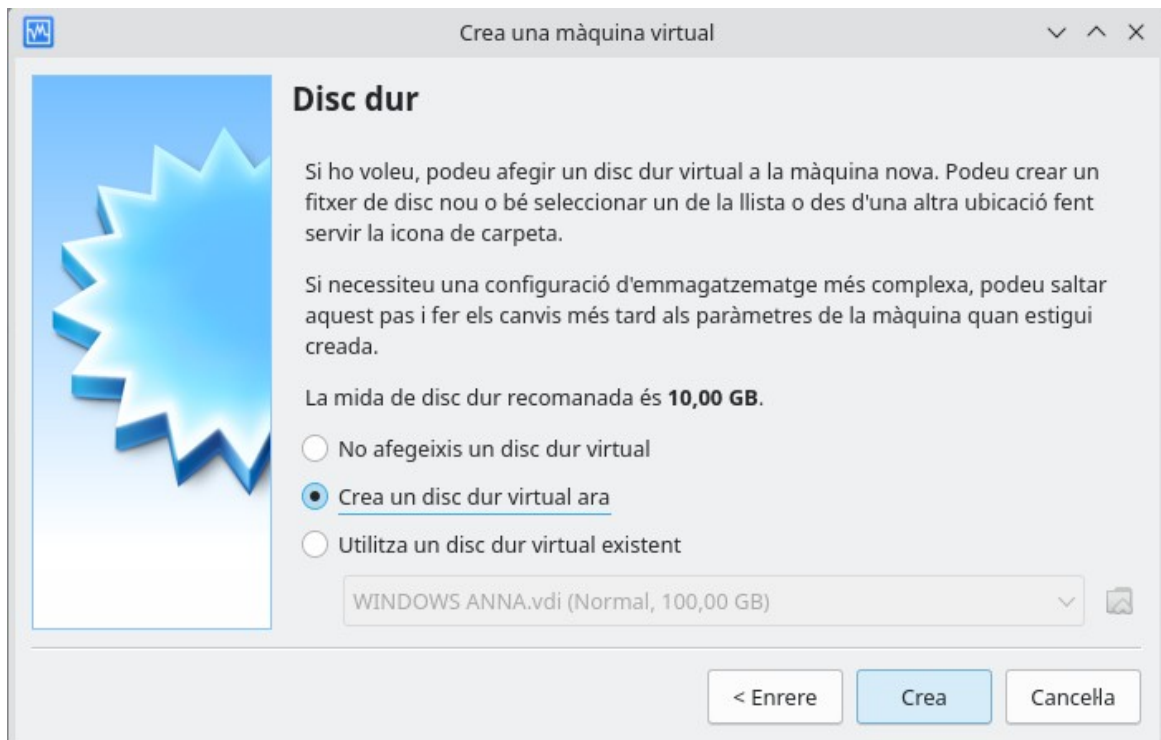 Crea una màquina virtual
Disc dur
Si ho voleu, podeu afegir un disc dur virtual a la màquina nova. Podeu crear un
fitxer de disc nou o bé seleccionar un de la llista o des d'una altra ubicació fent
servir la icona de carpeta.
Si necessiteu una configuració d'emmagatzematge més complexa, podeu saltar
aquest pas i fer els canvis més tard als paràmetres de la màquina quan estigui
creada.
La mida de disc dur recomanada és 10,00 GB.
No afegeixis un disc dur virtual
Crea un disc dur virtual ara
Utilitza un disc dur virtual existent
WINDOWS ANNA.vdi (Normal, 100,00 GB)
< Enrere
Crea
Canceŀla